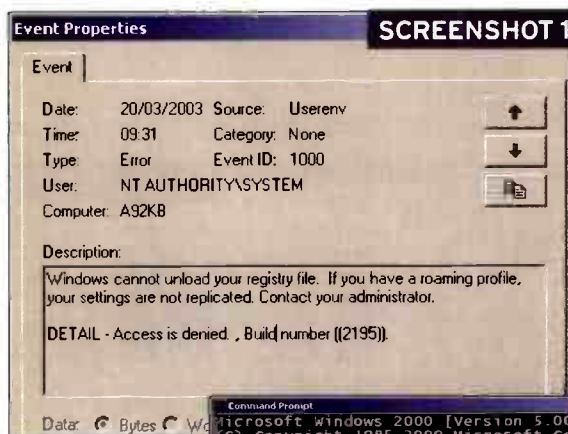 Event Properties
SCREENSHOT 1
Event
Date: 20/03/2003 Source: Userenv
Time: 09:31 Category: None
Type: Error Event ID: 1000
User: NT AUTHORITY\SYSTEM
Computer: A92KB
Description:
Windows cannot unload your registry file. If you have a roaming profile,
your settings are not replicated. Contact your administrator.
DETAIL - Access is denied. , Build number ((2195)).
Data: Bytes
Command Prompt
Microsoft Windows 2000 [Version 5.00